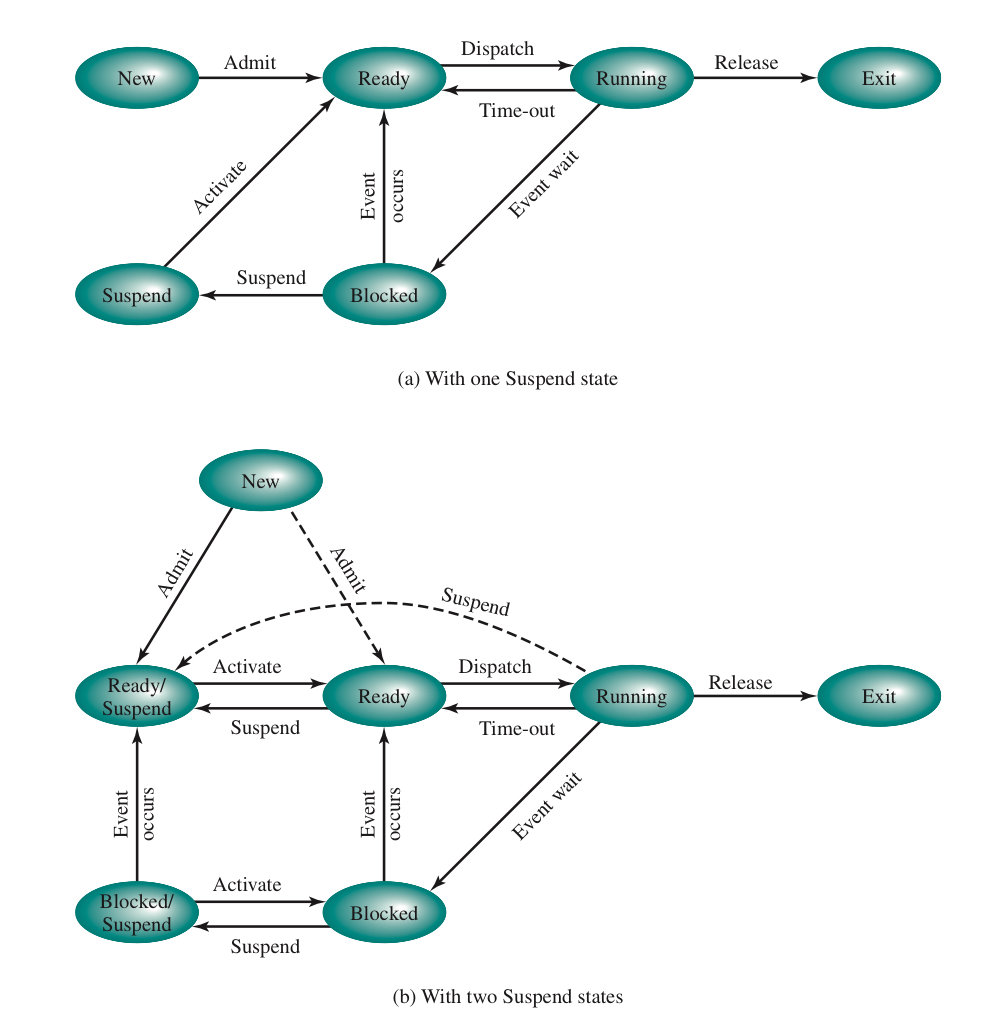 Dispatch
Admit
Release
New
Ready
Running
Exit
Time-out
Activate
Event
occurs
Event wait
Suspend
Suspend
Blocked
(a) With one Suspend state
New
Admit
Admit
Suspend
Activate
Dispatch
Release
Ready/
Suspend
Ready
Running
Exit
Suspend
Time-out
Event
occurs
Event
occurs
Event wait
Activate
Blocked/
Suspend
Blocked
Suspend
(b) With two Suspend states